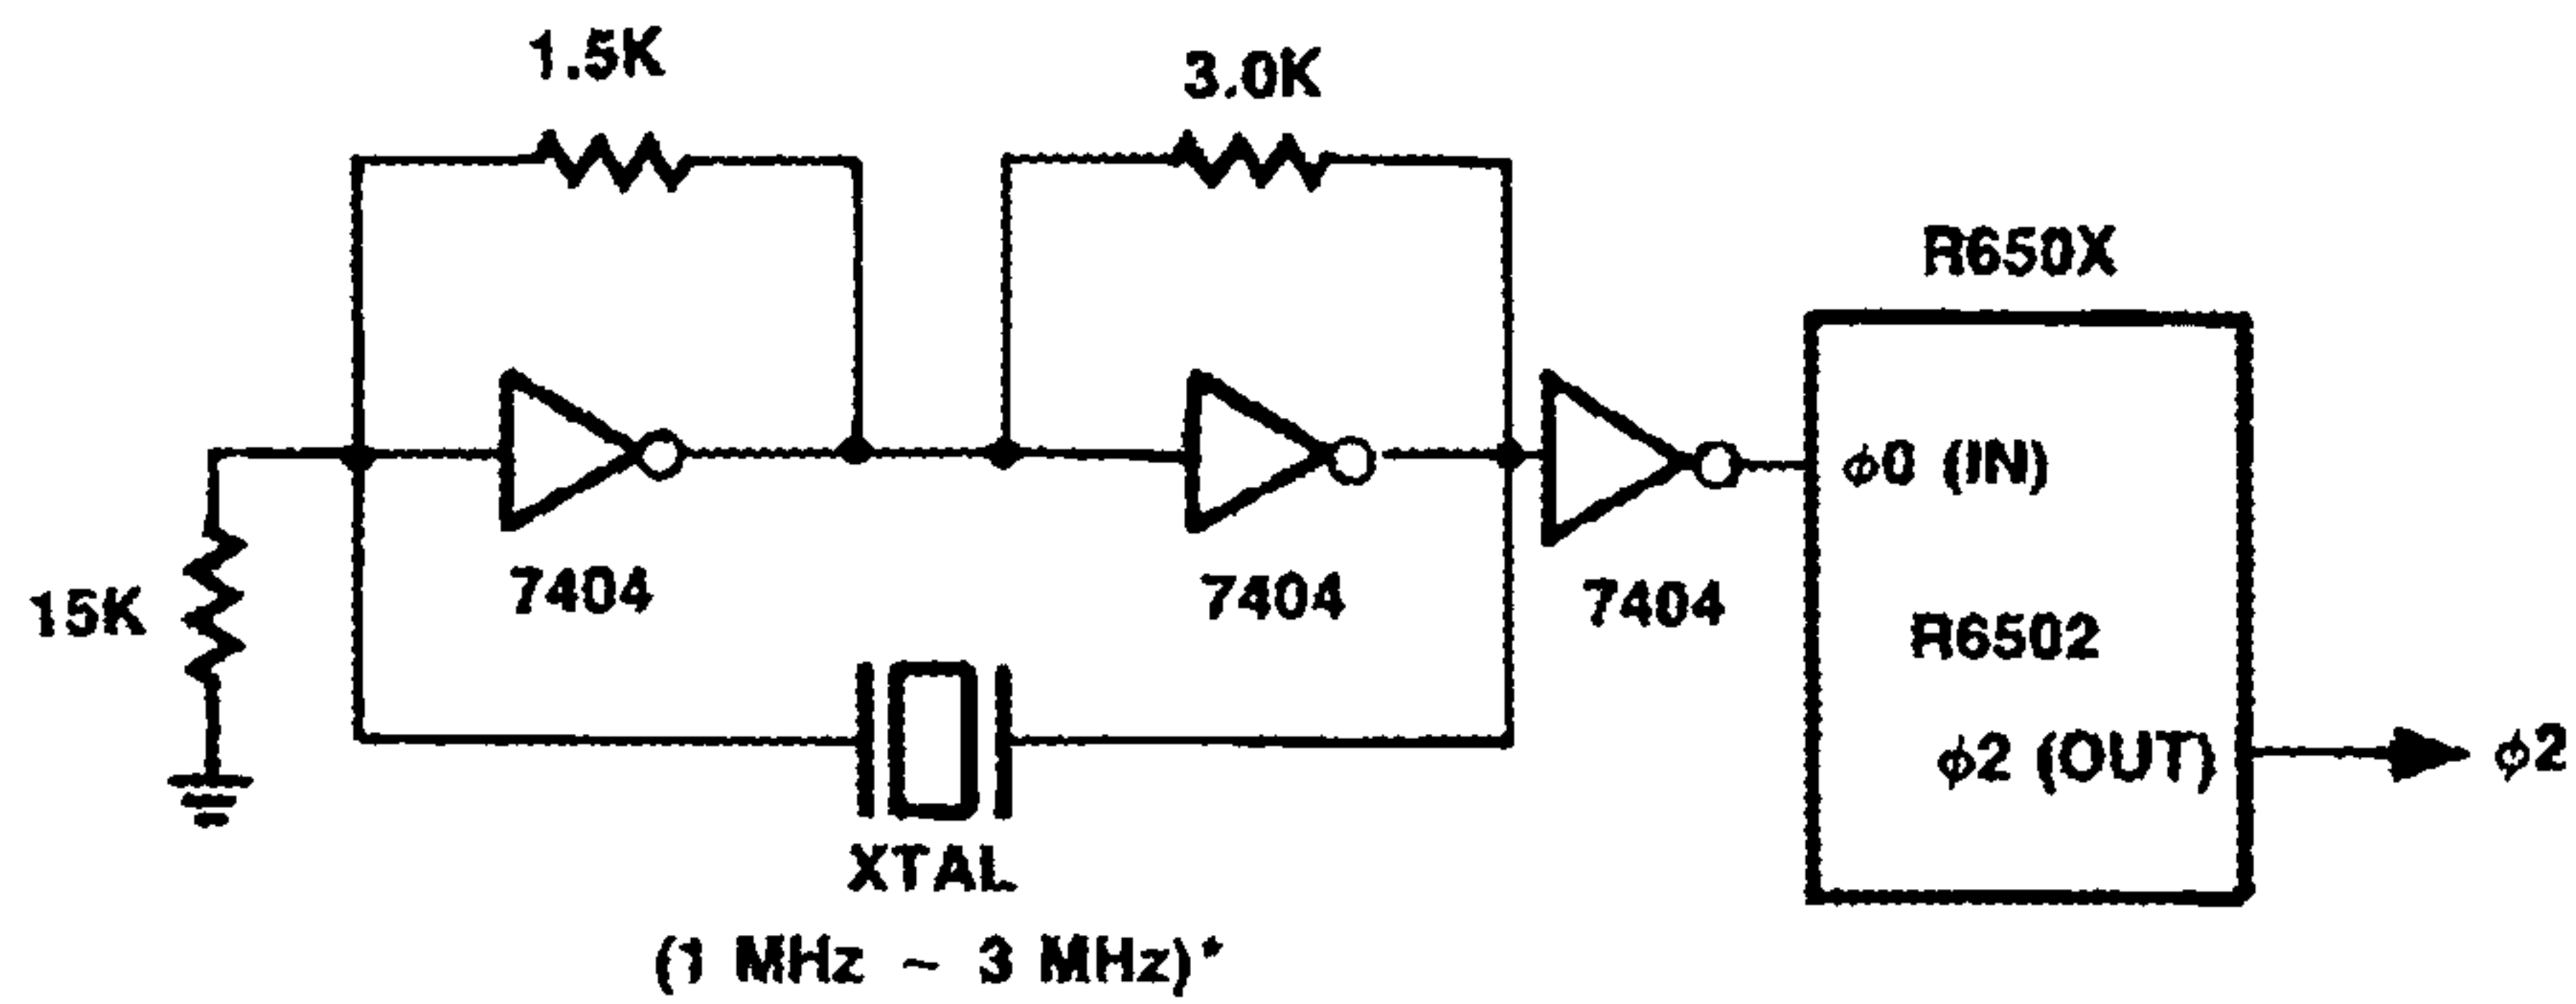 1.5K
3.0K
R650X
15K
7404
7404
7404
ϕ0 (IN)
R6502
ϕ2 (OUT)
ϕ2
XTAL
(1 MHz ~ 3 MHz)*